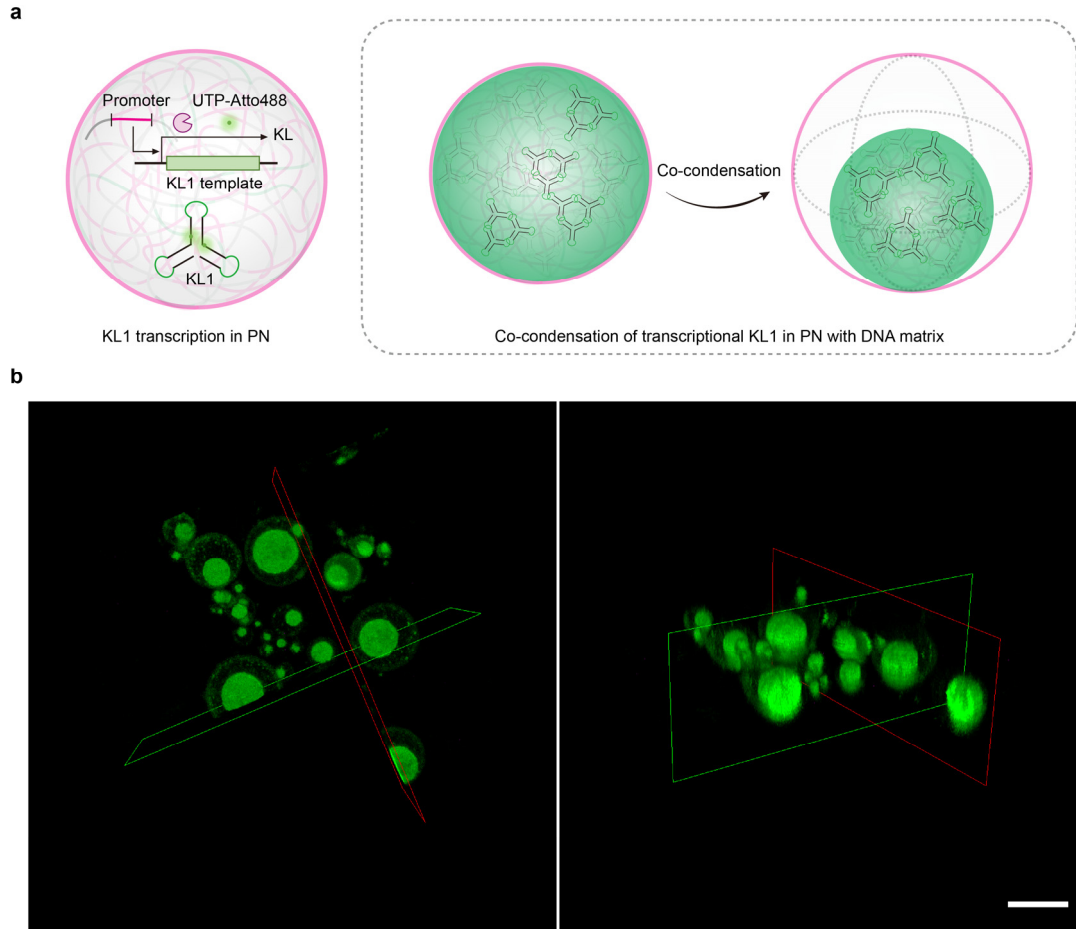 a
Promoter
UTP-Atto488
KL
KL1 template
KL1
Co-condensation
KL1 transcription in PN
Co-condensation of transcriptional KL1 in PN with DNA matrix
b